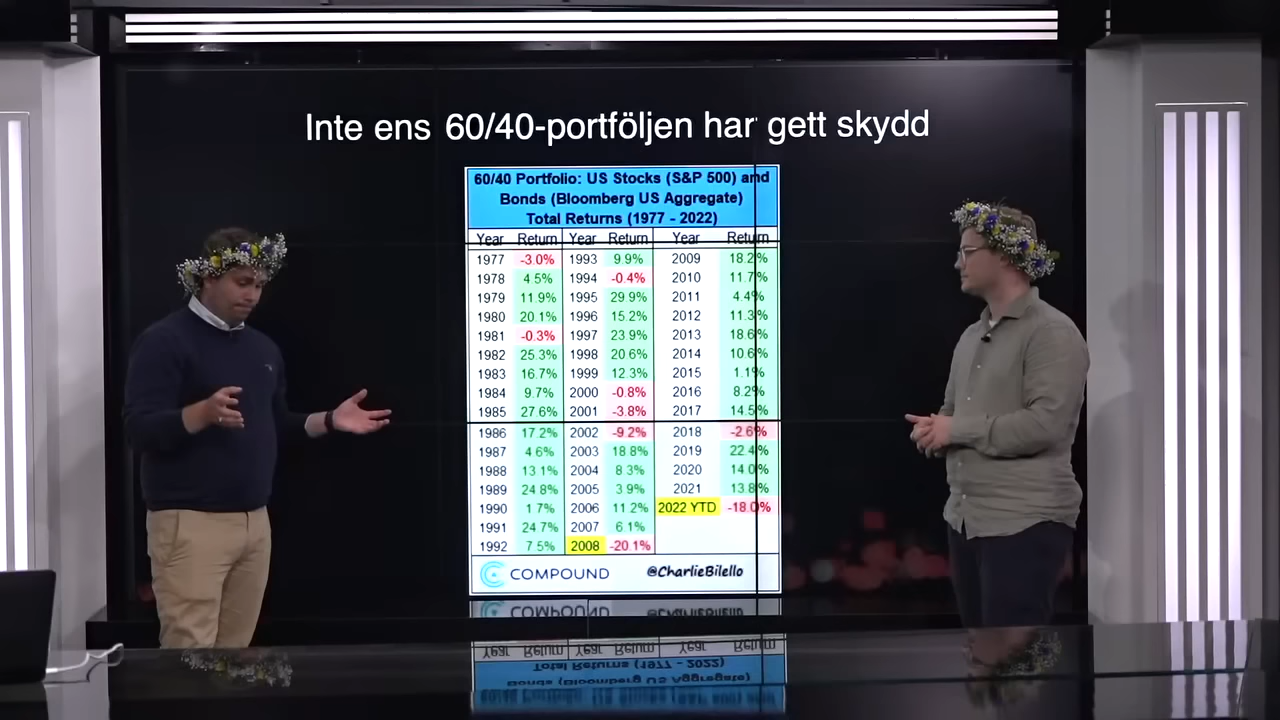 Inte ens 60/40-portföljen har gett skydd
60/40 Portfolio: US Stocks (S&P 500) and
Bonds (Bloomberg US Aggregate)
Total Returns (1977 - 2022)
Year Return Year Return Year Return
1977 -3.0% 1993 9.9% 2009 18.2%
1978 4.5% 1994 -0.4% 2010 11.7%
1979 11.9% 1995 29.9% 2011 4.4%
1980 20.1% 1996 15.2% 2012 11.3%
1981 -0.3% 1997 23.9% 2013 18.6%
1982 25.3% 1998 20.6% 2014 10.6%
1983 16.7% 1999 12.3% 2015 1.1%
1984 9.7% 2000 -0.8% 2016 8.2%
1985 27.6% 2001 -3.8% 2017 14.5%
1986 17.2% 2002 -9.2% 2018 -2.6%
1987 4.6% 2003 18.8% 2019 22.4%
1988 13.1% 2004 8.3% 2020 14.0%
1989 24.8% 2005 3.9% 2021 13.8%
1990 1.7% 2006 11.2% 2022 YTD -18.0%
1991 24.7% 2007 6.1%
1992 7.5% 2008 -20.1%
COMPOUND @CharlieBilello